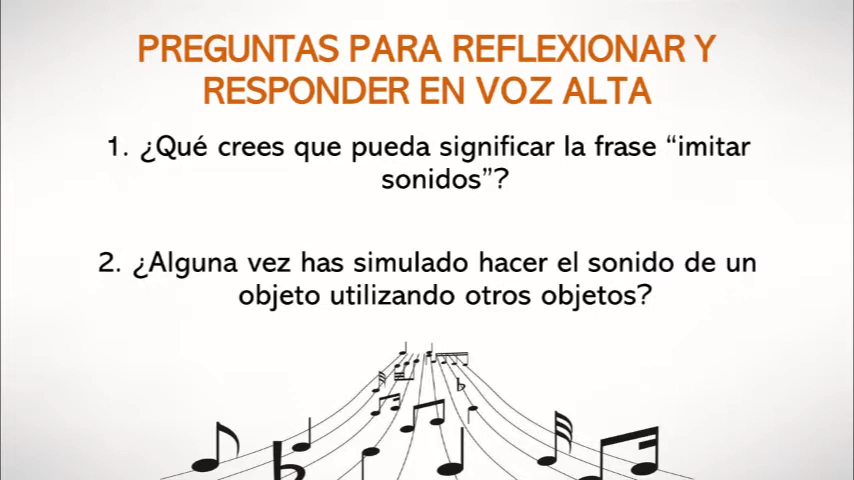 PREGUNTAS PARA REFLEXIONAR Y
RESPONDER EN VOZ ALTA
1. ¿Qué crees que pueda significar la frase “imitar
sonidos”?
2. ¿Alguna vez has simulado hacer el sonido de un
objeto utilizando otros objetos?